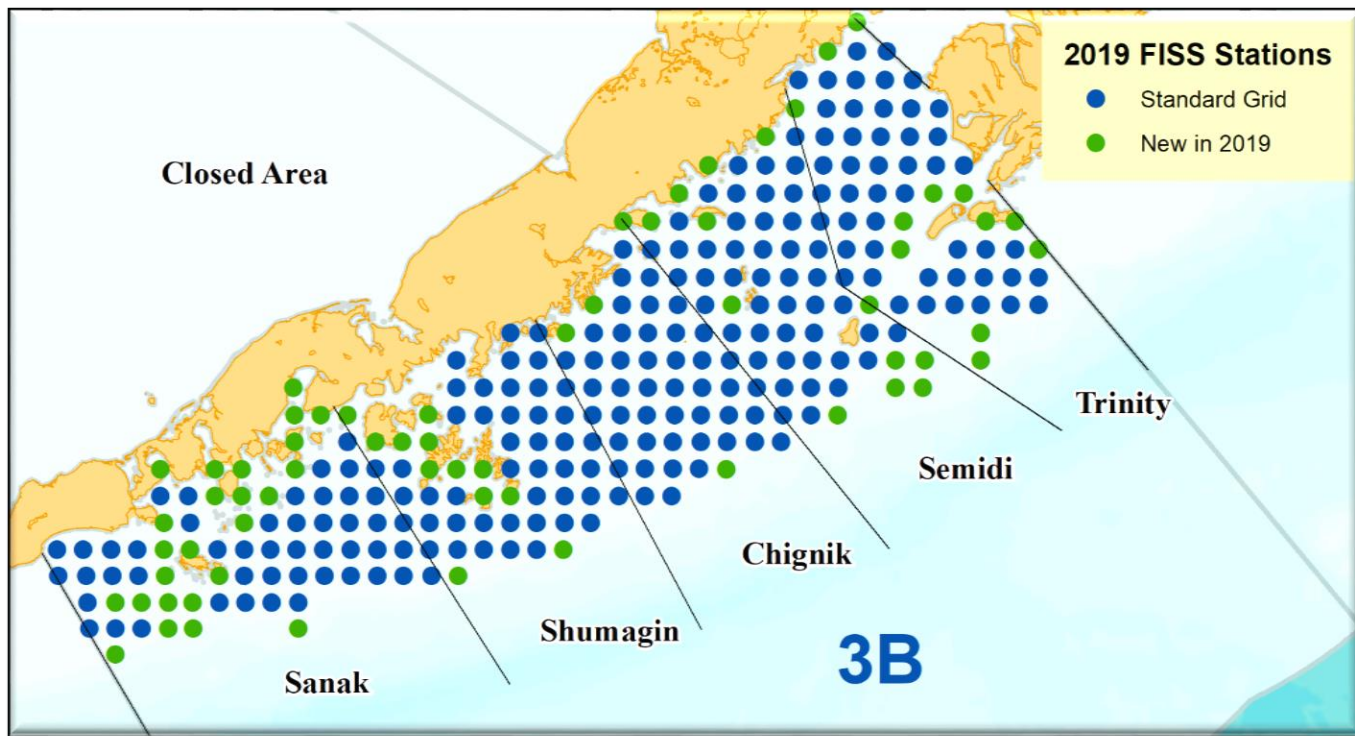 2019 FISS Stations
Standard Grid
New in 2019
Closed Area
Trinity
Semidi
Chignik
Shumagin
3B
Sanak